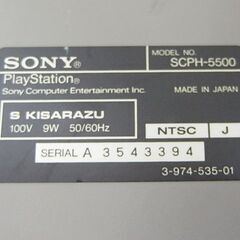 SONY®
MODEL NO. SCPH-5500
PlayStation®
MADE IN JAPAN
Sony Computer Entertainment Inc.
S KISARAZU
100V 9W 50/60Hz
NTSC J
SERIAL A 3543394
3-974-535-01